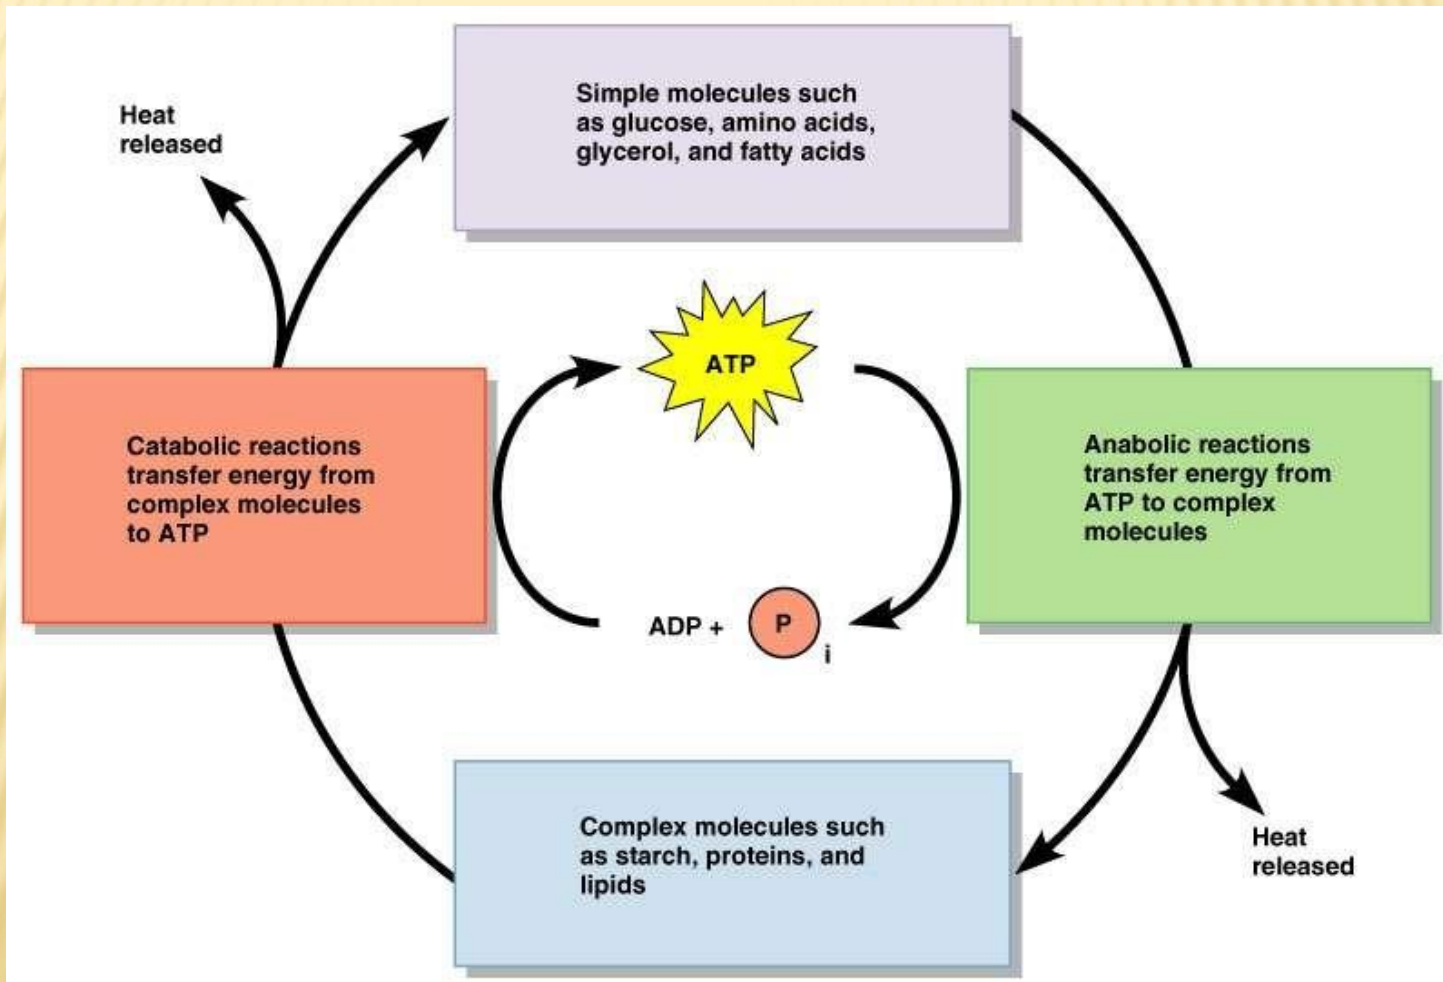 Simple molecules such
as glucose, amino acids,
glycerol, and fatty acids
Heat
released
ATP
Catabolic reactions
transfer energy from
complex molecules
to ATP
Anabolic reactions
transfer energy from
ATP to complex
molecules
ADP + P i
Complex molecules such
as starch, proteins, and
lipids
Heat
released